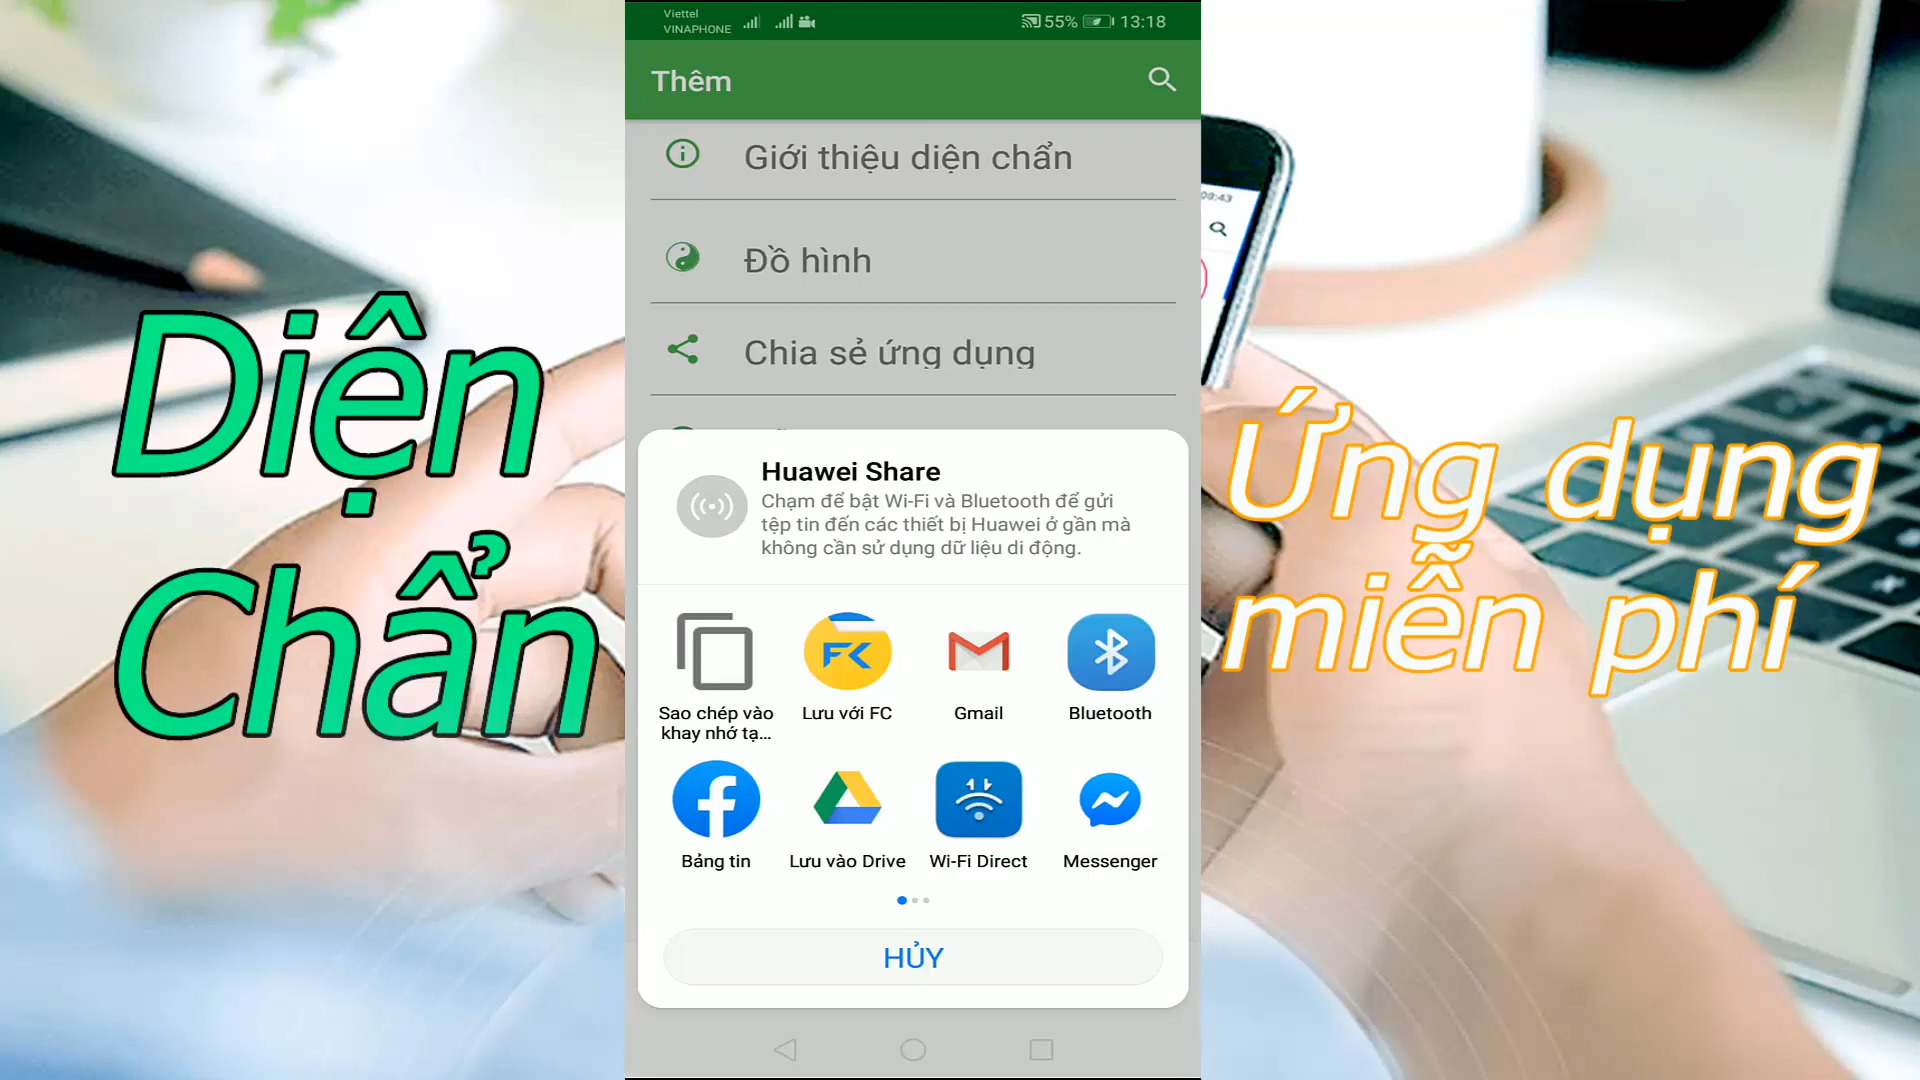 Viettel
VINAPHONE
55% 13:18
Thêm
Giới thiệu diện chẩn
Đồ hình
Chia sẻ ứng dụng
08:43
Diện
Chẩn
Ứng dụng
miễn phí
Huawei Share
Chạm để bật Wi-Fi và Bluetooth để gửi
tệp tin đến các thiết bị Huawei ở gần mà
không cần sử dụng dữ liệu di động.
Sao chép vào
khay nhớ tạ...
Lưu với FC
Gmail
Bluetooth
Bảng tin
Lưu vào Drive
Wi-Fi Direct
Messenger
HỦY